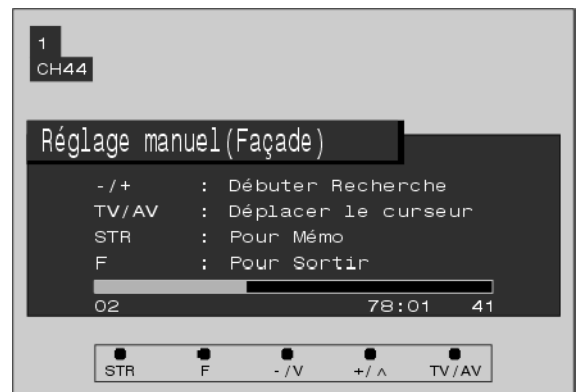 1
CH44
Réglage manuel(Façade)
-/+ : Débuter Recherche
TV/AV : Déplacer le curseur
STR : Pour Mémo
F : Pour Sortir
02 78:01 41
STR F -/V +/∧ TV/AV